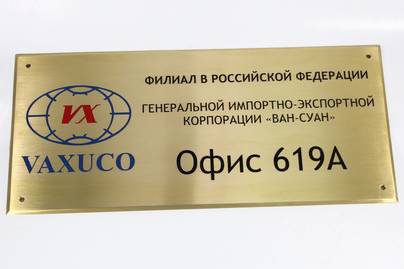 VX
VAXUCO
ФИЛИАЛ В РОССИЙСКОЙ ФЕДЕРАЦИИ
ГЕНЕРАЛЬНОЙ ИМПОРТНО-ЭКСПОРТНОЙ
КОРПОРАЦИИ «ВАН-СУАН»
Офис 619А